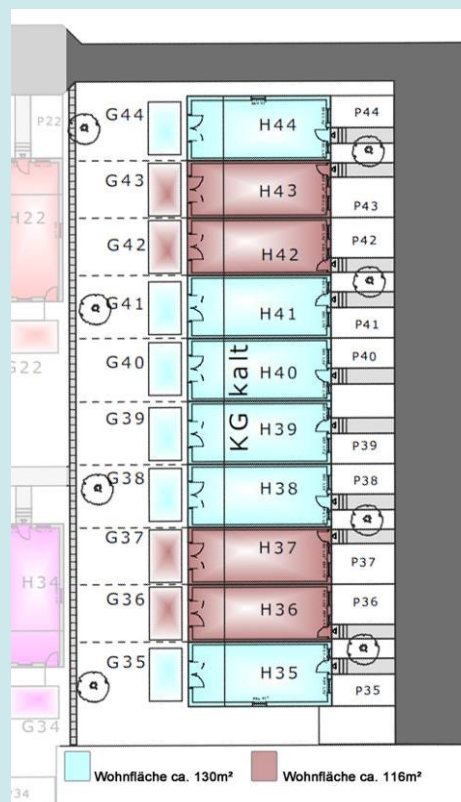 P22
G44
H44
P44
G43
H43
P43
H22
G42
H42
P42
G41
H41
P41
G22
G40
H40
P40
KG kalt
G39
H39
P39
G38
H38
P38
G37
H37
P37
H34
G36
H36
P36
G35
H35
P35
G34
P34
Wohnfläche ca. 130m²
Wohnfläche ca. 116m²